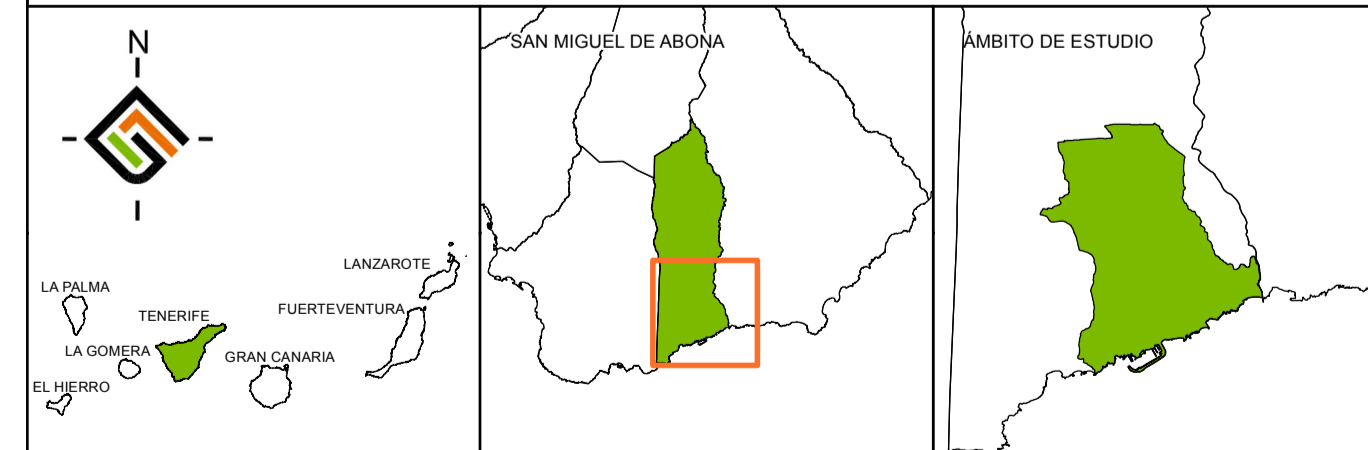 N
LA PALMA
TENERIFE
LA GOMERA
EL HIERRO
GRAN CANARIA
FUERTEVENTURA
LANZAROTE
SAN MIGUEL DE ABONA
ÁMBITO DE ESTUDIO